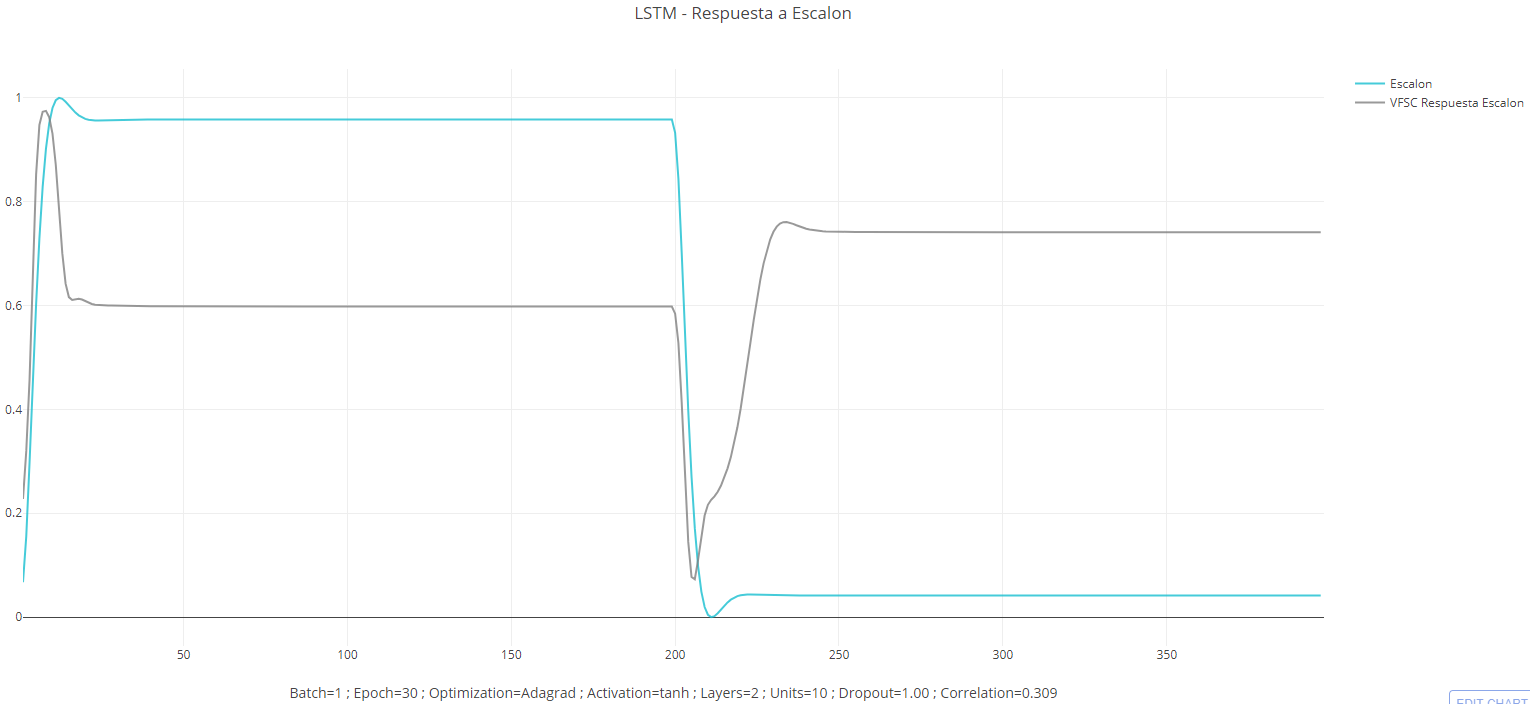 LSTM - Respuesta a Escalon
Escalon
VFSC Respuesta Escalon
1
0.8
0.6
0.4
0.2
0
50
100
150
200
250
300
350
Batch=1 ; Epoch=30 ; Optimization=Adagrad ; Activation=tanh ; Layers=2 ; Units=10 ; Dropout=1.00 ; Correlation=0.309
EDIT CHART